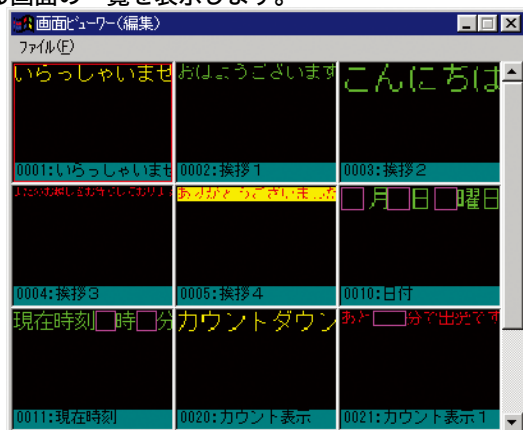 画面の一覧を表示します。
画面ビューワー(編集)
ファイル(F)
いらっしゃいませ
おはようございます
こんにちは
0001:いらっしゃいませ
0002:挨拶1
0003:挨拶2
ありがとうございました
月 日 曜日
0004:挨拶3
0005:挨拶4
0010:日付
現在時刻 時 分
カウントダウン
あと 分で出発です
0011:現在時刻
0020:カウント表示
0021:カウント表示1